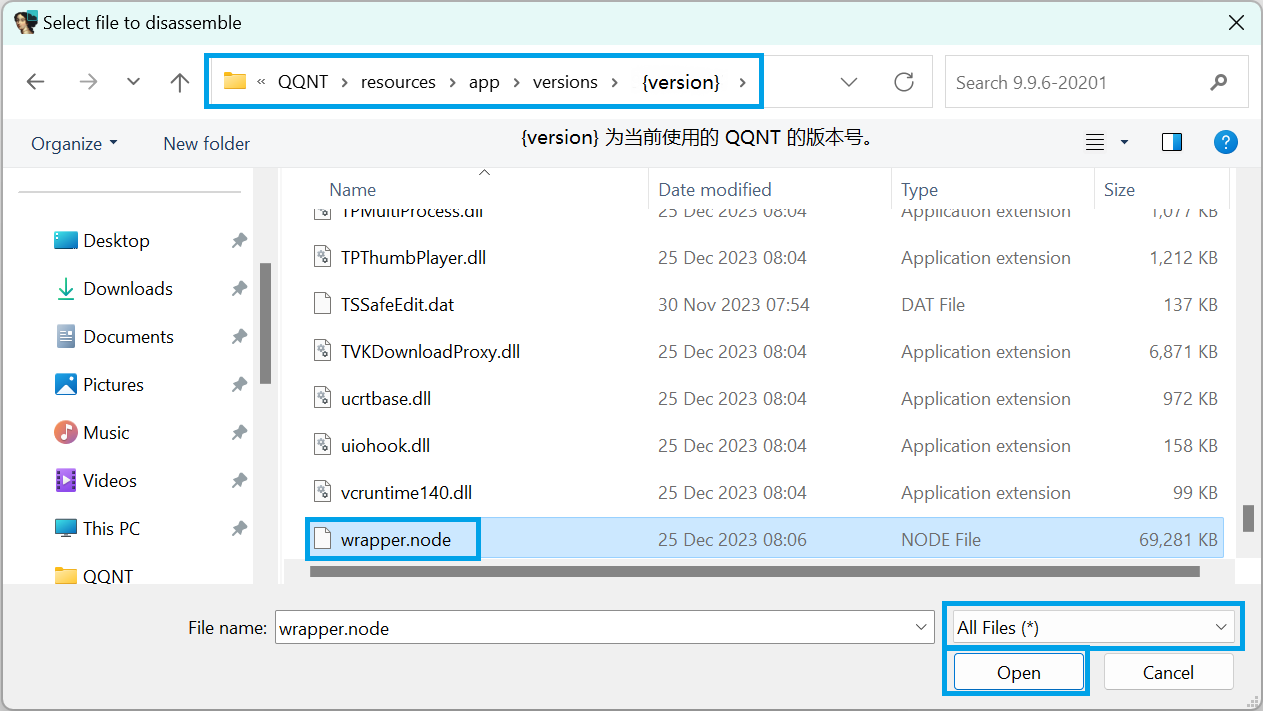 Select file to disassemble
« QQNT > resources > app > versions > {version} >
Search 9.9.6-20201
Organize
New folder
{version} 为当前使用的 QQNT 的版本号。
Name Date modified Type Size
TPMultiProcess.dll 25 Dec 2023 08:04 Application extension 1,077 KB
TPThumbPlayer.dll 25 Dec 2023 08:04 Application extension 1,212 KB
TSSafeEdit.dat 30 Nov 2023 07:54 DAT File 137 KB
TVKDownloadProxy.dll 25 Dec 2023 08:04 Application extension 6,871 KB
ucrtbase.dll 25 Dec 2023 08:04 Application extension 972 KB
uiohook.dll 25 Dec 2023 08:04 Application extension 158 KB
vcruntime140.dll 25 Dec 2023 08:04 Application extension 99 KB
wrapper.node 25 Dec 2023 08:06 NODE File 69,281 KB
Desktop
Downloads
Documents
Pictures
Music
Videos
This PC
QQNT
File name: wrapper.node
All Files (*)
Open
Cancel